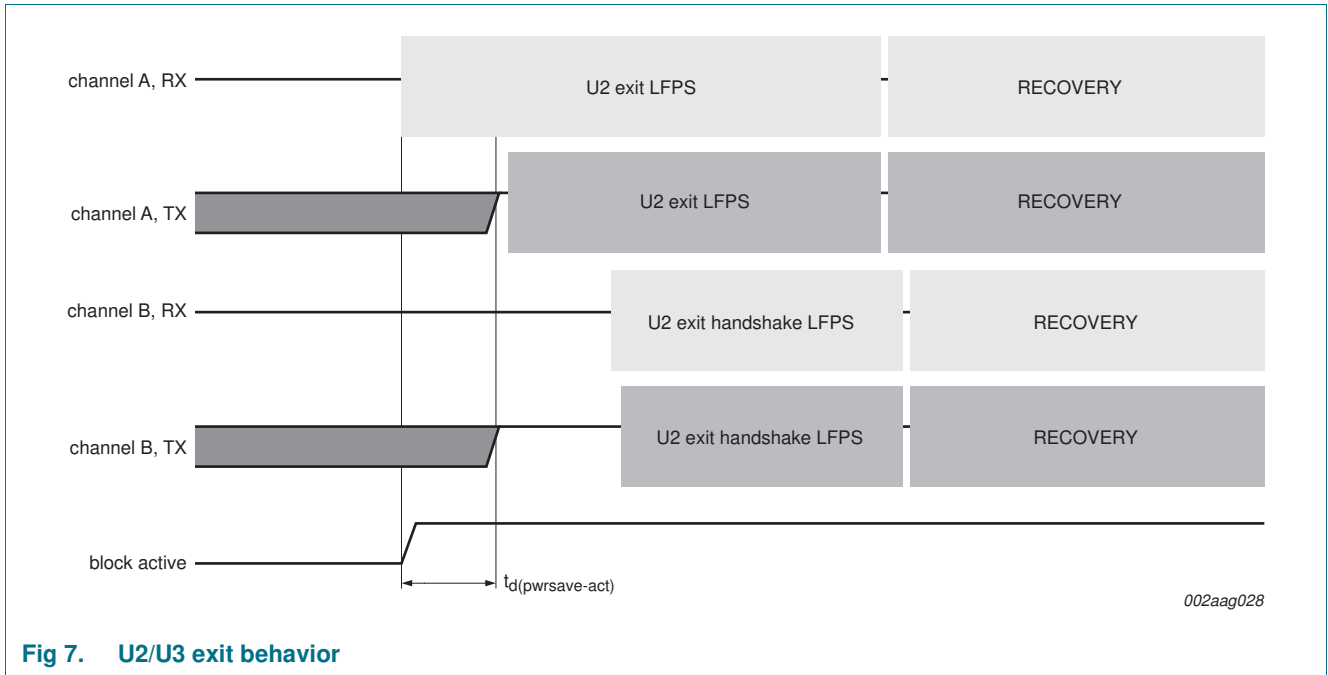 channel A, RX
U2 exit LFPS
RECOVERY
channel A, TX
U2 exit LFPS
RECOVERY
channel B, RX
U2 exit handshake LFPS
RECOVERY
channel B, TX
U2 exit handshake LFPS
RECOVERY
block active
td(pwrsave-act)
002aag028
Fig 7. U2/U3 exit behavior